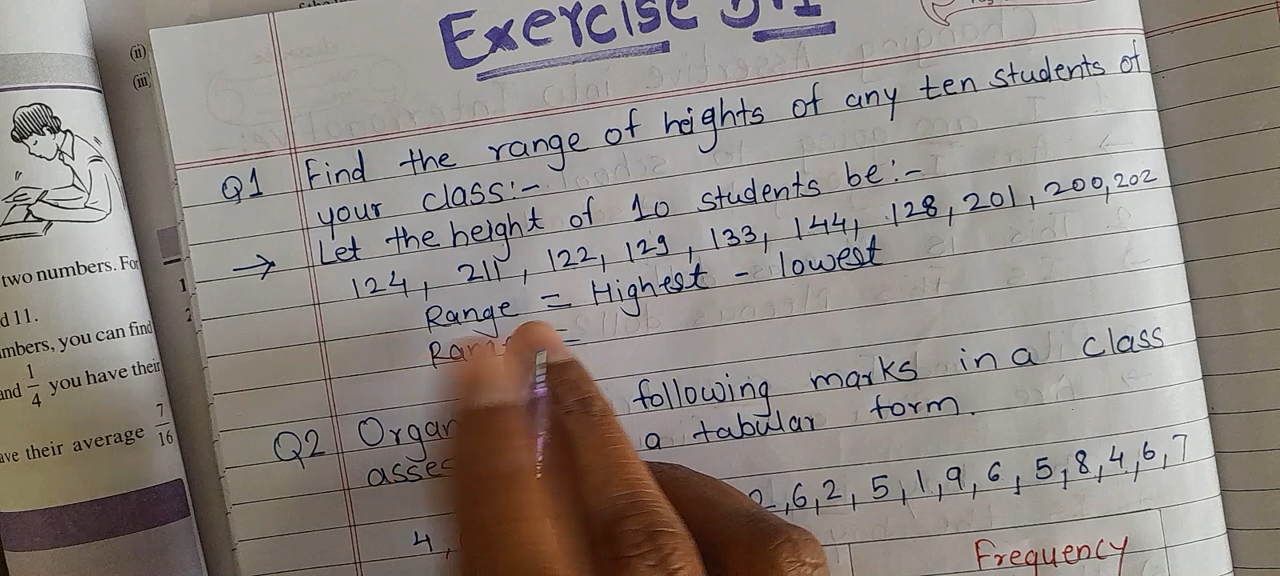 (ii)
(iii)
two numbers. For
d 11.
mbers, you can find
and 1/4 you have their
ave their average 7/16
Exercise
Q1 Find the range of heights of any ten students of
your class:-
→ Let the height of 10 students be:-
124, 211, 122, 129, 133, 144, 128, 201, 200, 202
Range = Highest - lowest
Q2 following marks in a class
a tabular form.
,6,2, 5,1,9,6,5,8,4,6,7
4,
Frequency